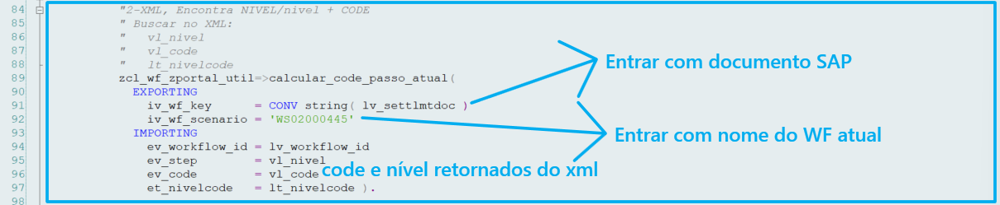 84 "2-XML, Encontra NIVEL/nivel + CODE
85 " Buscar no XML:
86 "   vl_nivel
87 "   vl_code
88 "   lt_nivelcode
89 zcl_wf_zportal_util=>calcular_code_passo_atual(
Entrar com documento SAP
90 EXPORTING
91 iv_wf_key      = CONV string( lv_settlmtdoc )
92 iv_wf_scenario = 'WS02000445'
Entrar com nome do WF atual
93 IMPORTING
94 ev_workflow_id = lv_workflow_id
95 ev_step        = vl_nivel
96 ev_code        = vl_code
code e nível retornados do xml
97 et_nivelcode   = lt_nivelcode ).
98